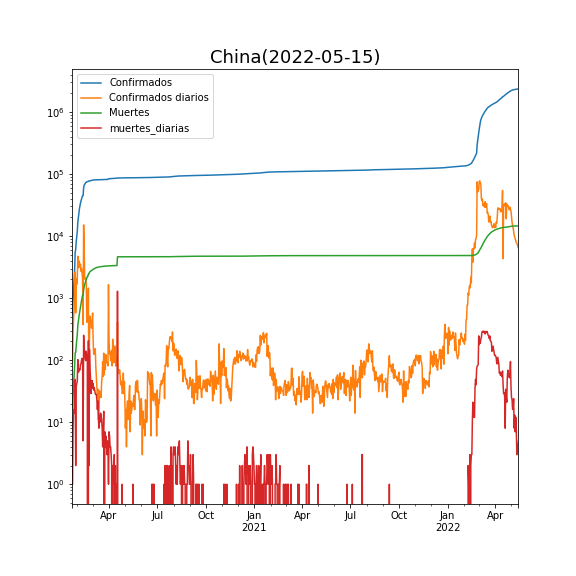 China(2022-05-15)
Confirmados
Confirmados diarios
Muertes
muertes_diarias
10^6
10^5
10^4
10^3
10^2
10^1
10^0
Apr Jul Oct Jan Apr Jul Oct Jan Apr
2021 2022